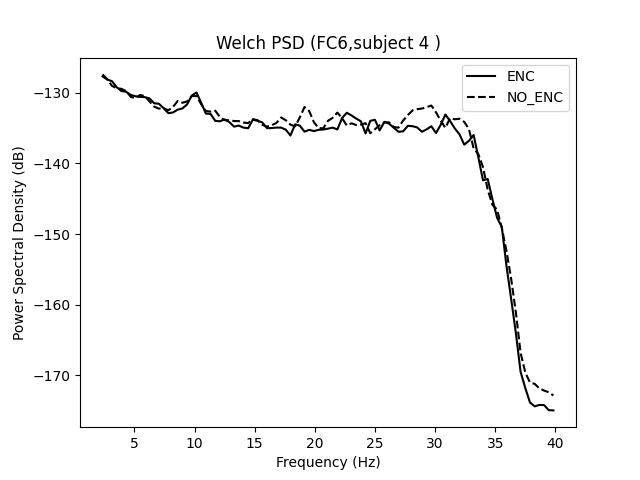 Welch PSD (FC6,subject 4 )
ENC
NO_ENC
Power Spectral Density (dB)
−130
−140
−150
−160
−170
5 10 15 20 25 30 35 40
Frequency (Hz)